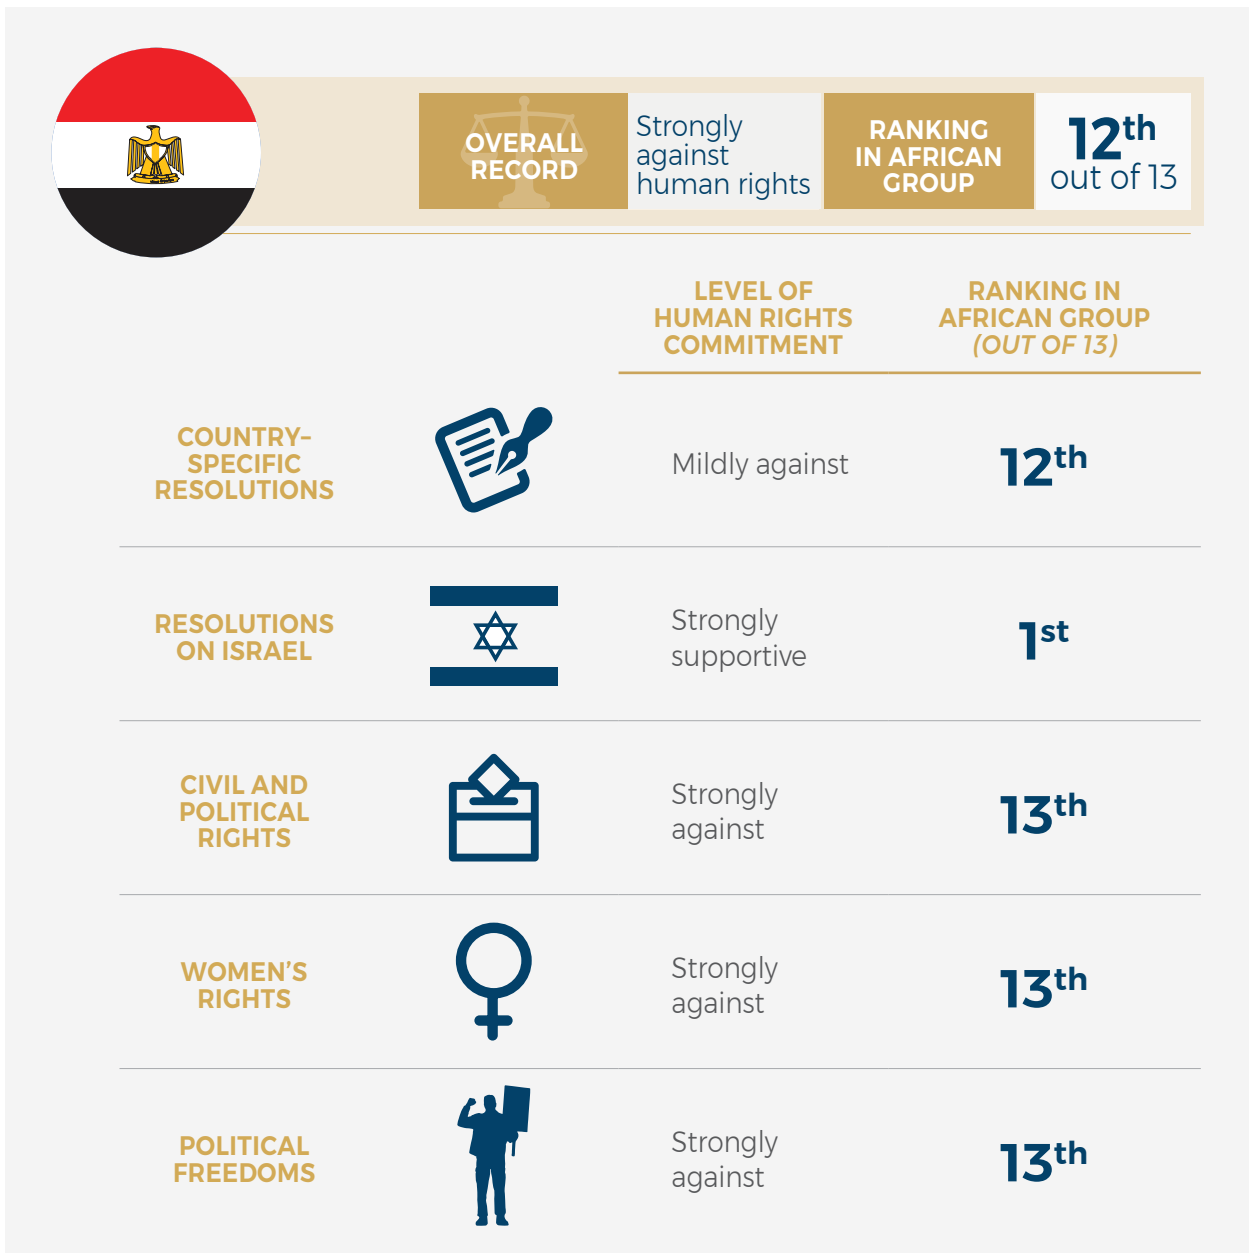 OVERALL
RECORD
Strongly
against
human rights
RANKING
IN AFRICAN
GROUP
12th
out of 13
LEVEL OF
HUMAN RIGHTS
COMMITMENT
RANKING IN
AFRICAN GROUP
(OUT OF 13)
COUNTRY–
SPECIFIC
RESOLUTIONS
Mildly against
12th
RESOLUTIONS
ON ISRAEL
Strongly
supportive
1st
CIVIL AND
POLITICAL
RIGHTS
Strongly
against
13th
WOMEN’S
RIGHTS
Strongly
against
13th
POLITICAL
FREEDOMS
Strongly
against
13th